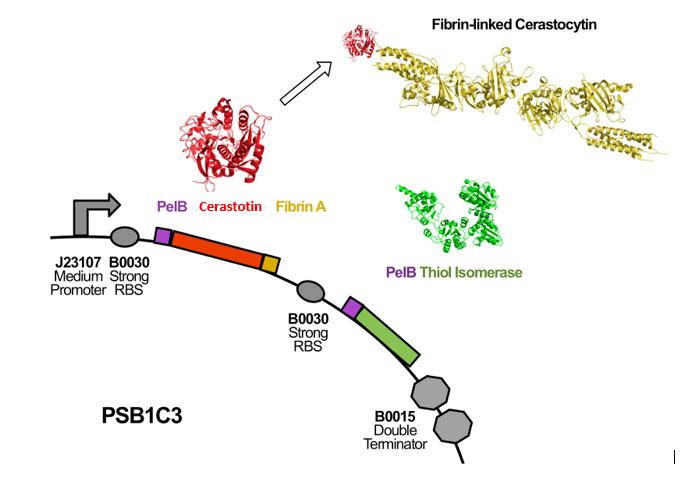 Fibrin-linked Cerastocytin
PelB Cerastotin Fibrin A
J23107
Medium
Promoter
B0030
Strong
RBS
PelB Thiol Isomerase
B0030
Strong
RBS
PSB1C3
B0015
Double
Terminator